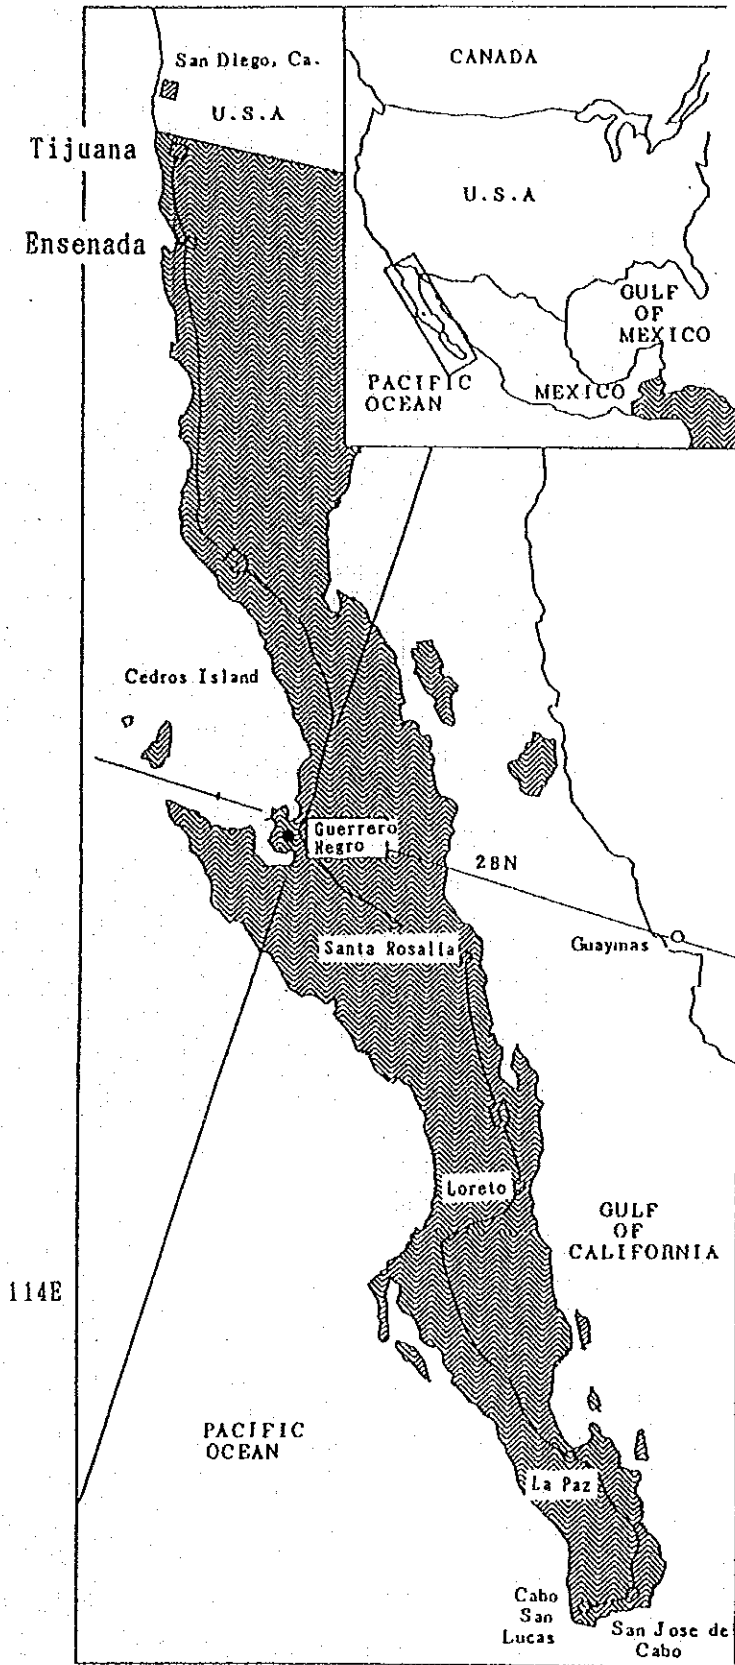 San Diego, Ca.
U.S.A
Tijuana
Ensenada
CANADA
U.S.A
GULF
OF
MEXICO
PACIFIC
OCEAN
MEXICO
Cedros Island
Guerrero
Negro
28N
Santa Rosalla
Guaymas
Loreto
GULF
OF
CALIFORNIA
114E
PACIFIC
OCEAN
La Paz
Cabo
San
Lucas
San Jose de
Cabo